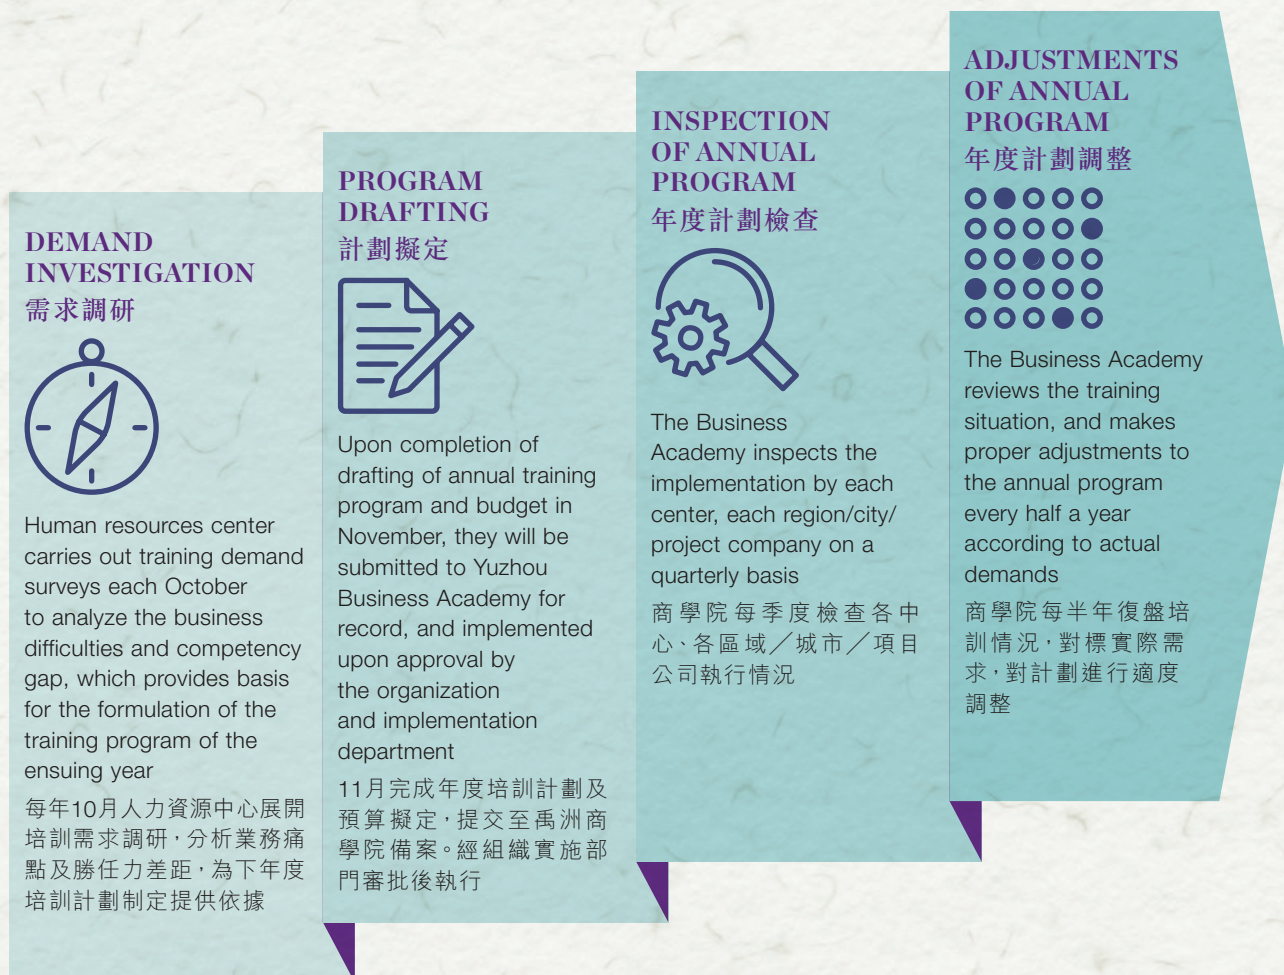 DEMAND
INVESTIGATION
需求調研
Human resources center
carries out training demand
surveys each October
to analyze the business
difficulties and competency
gap, which provides basis
for the formulation of the
training program of the
ensuing year
每年10月人力資源中心展開
培訓需求調研，分析業務痛
點及勝任力差距，為下年度
培訓計劃制定提供依據
PROGRAM
DRAFTING
計劃擬定
Upon completion of
drafting of annual training
program and budget in
November, they will be
submitted to Yuzhou
Business Academy for
record, and implemented
upon approval by
the organization
and implementation
department
11月完成年度培訓計劃及
預算擬定，提交至禹洲商
學院備案。經組織實施部
門審批後執行
INSPECTION
OF ANNUAL
PROGRAM
年度計劃檢查
The Business
Academy inspects the
implementation by each
center, each region/city/
project company on a
quarterly basis
商學院每季度檢查各中
心、各區域／城市／項目
公司執行情況
ADJUSTMENTS
OF ANNUAL
PROGRAM
年度計劃調整
The Business Academy
reviews the training
situation, and makes
proper adjustments to
the annual program
every half a year
according to actual
demands
商學院每半年復盤培
訓情況，對標實際需
求，對計劃進行適度
調整